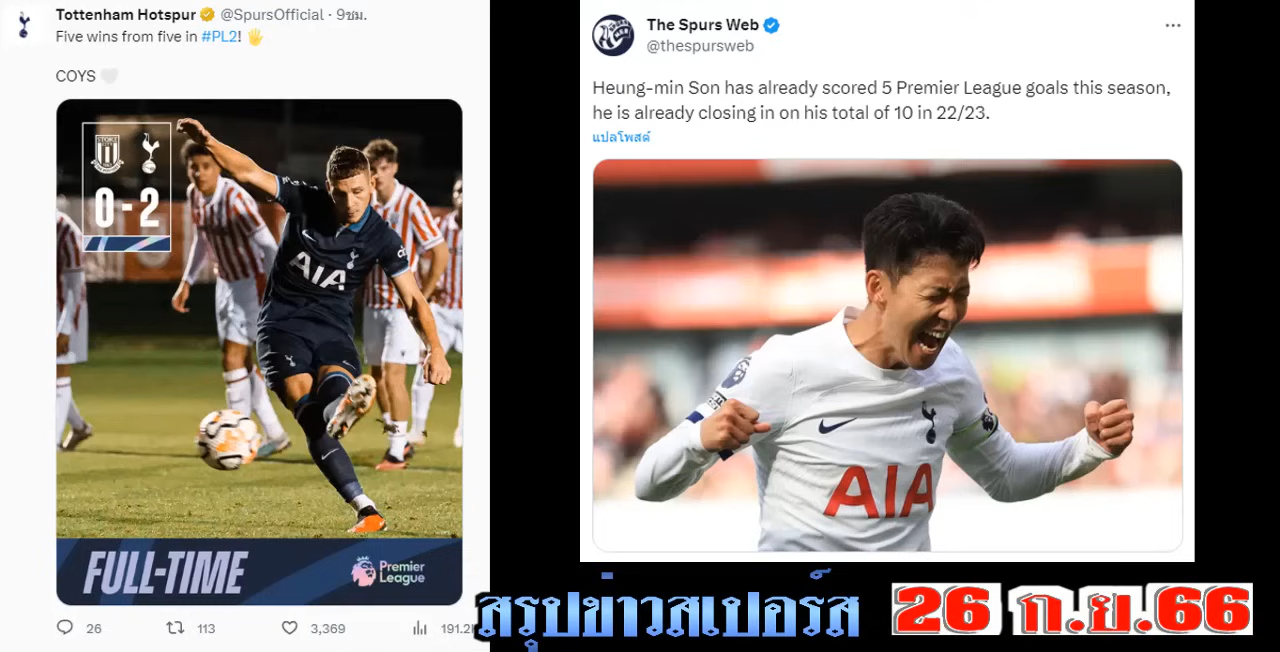 Tottenham Hotspur @SpursOfficial · 9ชม.
Five wins from five in #PL2! 🖐
COYS 🤍
STOKE CITY
0 - 2
AIA
FULL-TIME
Premier League
26 113 3,369 191.2
The Spurs Web
@thespursweb
Heung-min Son has already scored 5 Premier League goals this season,
he is already closing in on his total of 10 in 22/23.
แปลโพสต์
AIA
สรุปข่าวสเปอร์ส 26 ก.ย.66